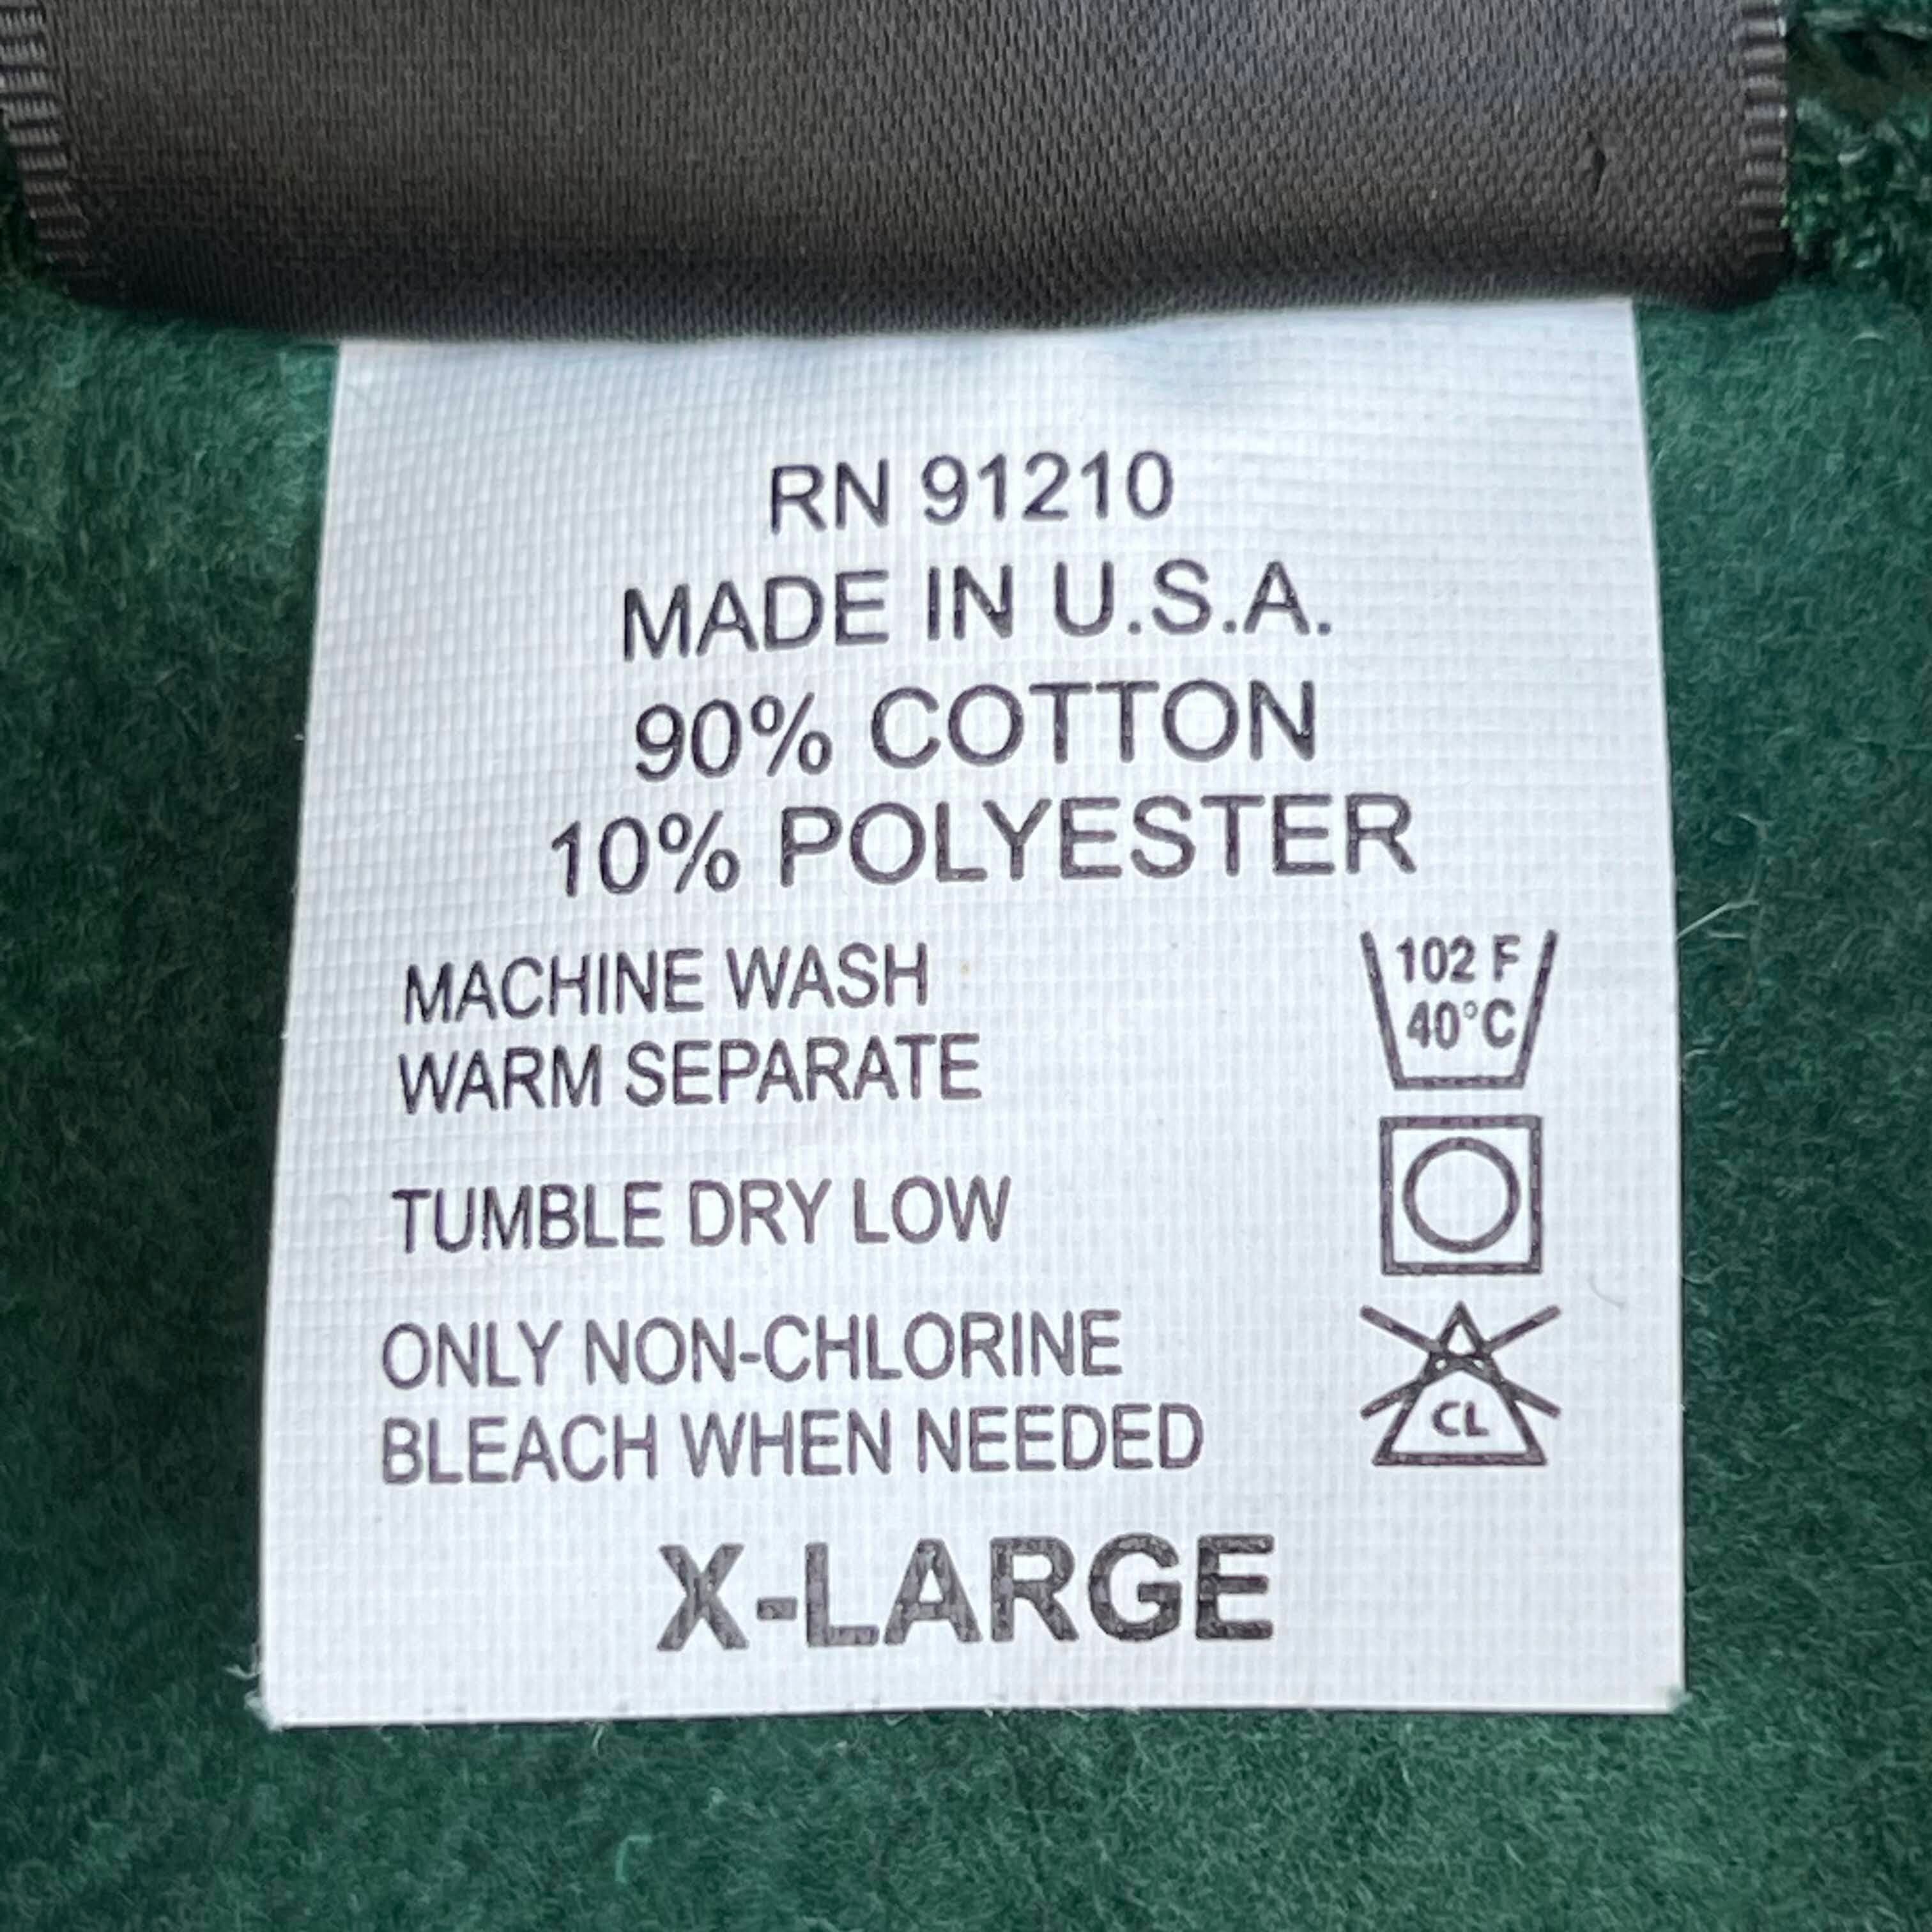 RN 91210
MADE IN U.S.A.
90% COTTON
10% POLYESTER
MACHINE WASH
WARM SEPARATE
102 F
40°C
TUMBLE DRY LOW
ONLY NON-CHLORINE
BLEACH WHEN NEEDED
CL
X-LARGE